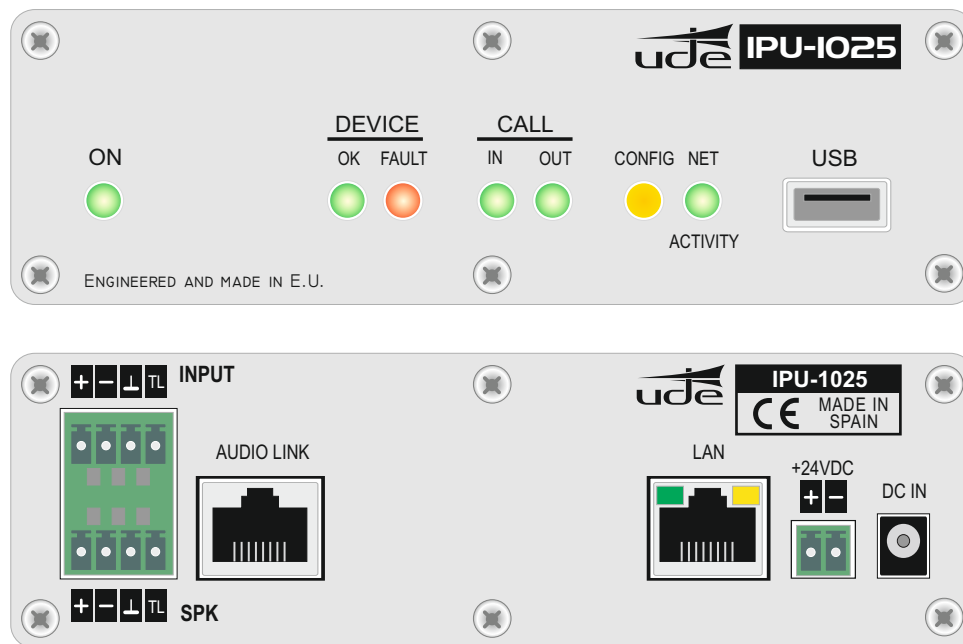 ude IPU-1025
DEVICE CALL
ON OK FAULT IN OUT CONFIG NET USB
ACTIVITY
ENGINEERED AND MADE IN E.U.
+ − ⊥ TL INPUT
ude IPU-1025
CE MADE IN
SPAIN
AUDIO LINK LAN
+24VDC
+ − DC IN
+ − ⊥ TL SPK